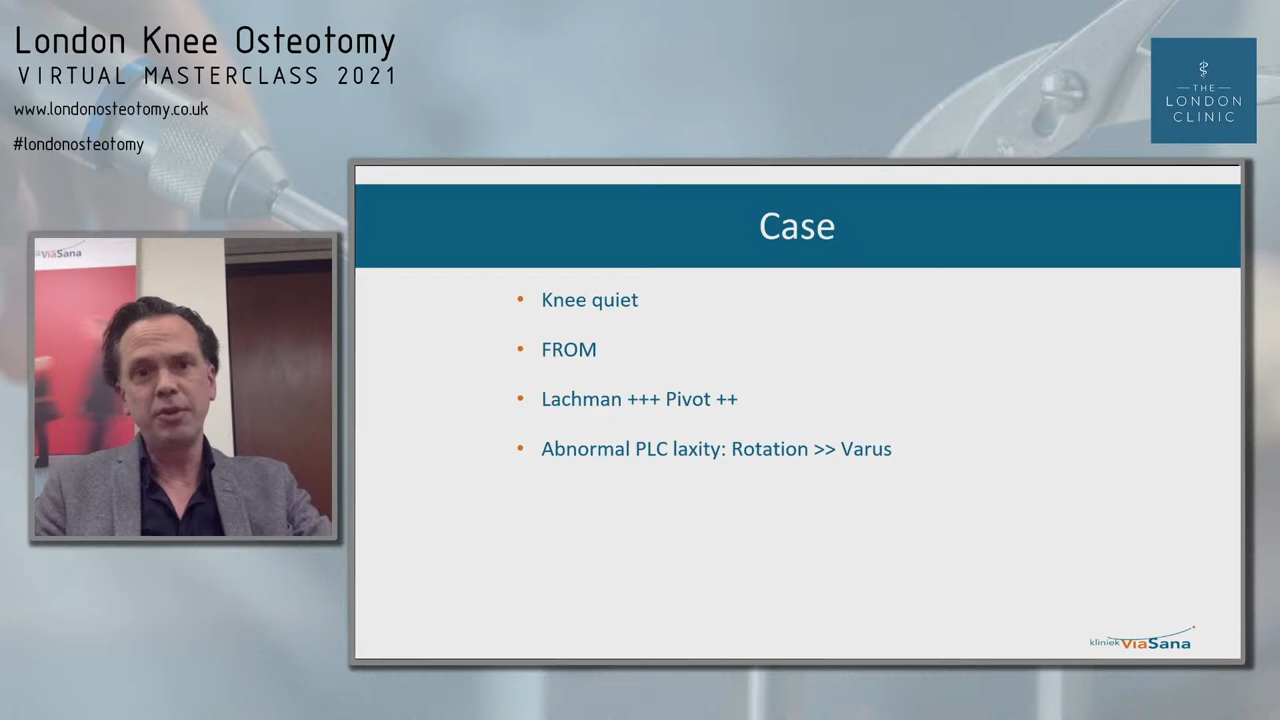 London Knee Osteotomy
VIRTUAL MASTERCLASS 2021
www.londonosteotomy.co.uk
#londonosteotomy
THE
LONDON
CLINIC
ViaSana
Case
• Knee quiet
• FROM
• Lachman +++ Pivot ++
• Abnormal PLC laxity: Rotation >> Varus
kliniek ViaSana